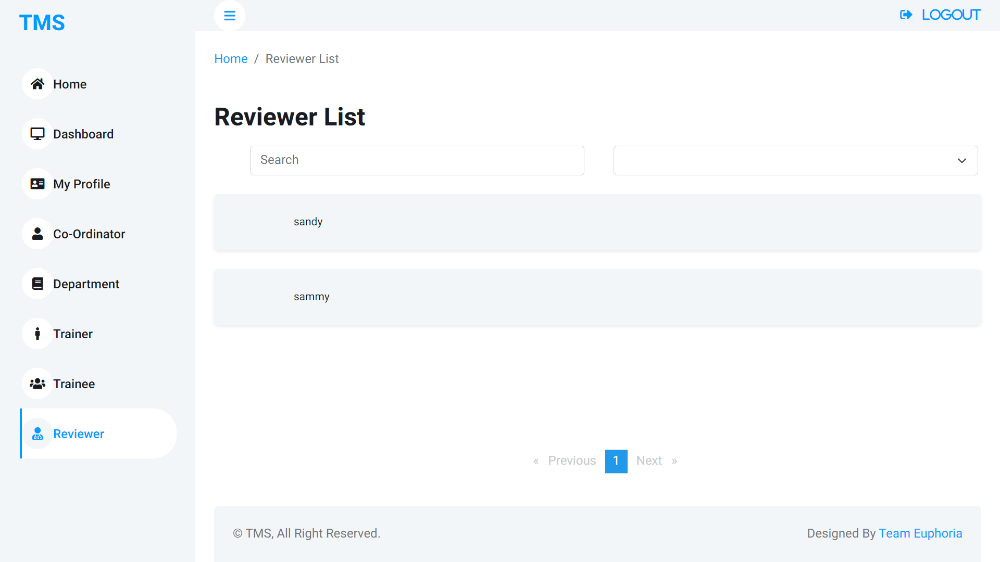 TMS
LOGOUT
Home
Dashboard
My Profile
Co-Ordinator
Department
Trainer
Trainee
Reviewer
Home / Reviewer List
Reviewer List
Search
sandy
sammy
« Previous 1 Next »
© TMS, All Right Reserved.
Designed By Team Euphoria